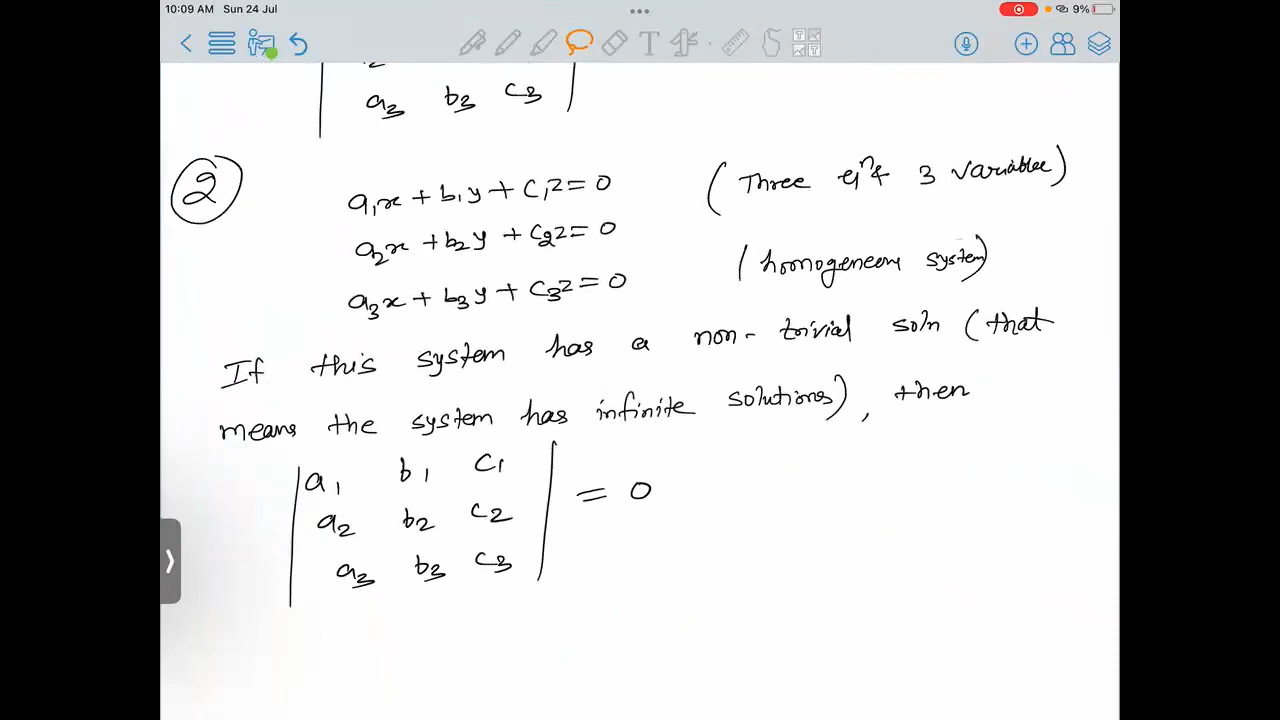 10:09 AM Sun 24 Jul
9%
T
a3 b3 c3
2
a1x + b1y + c1z = 0 (Three eqn & 3 variables)
a2x + b2y + c2z = 0
(homogeneous system)
a3x + b3y + c3z = 0
If this system has a non-trivial soln (that
means the system has infinite solutions), then
a1 b1 c1
a2 b2 c2 = 0
a3 b3 c3